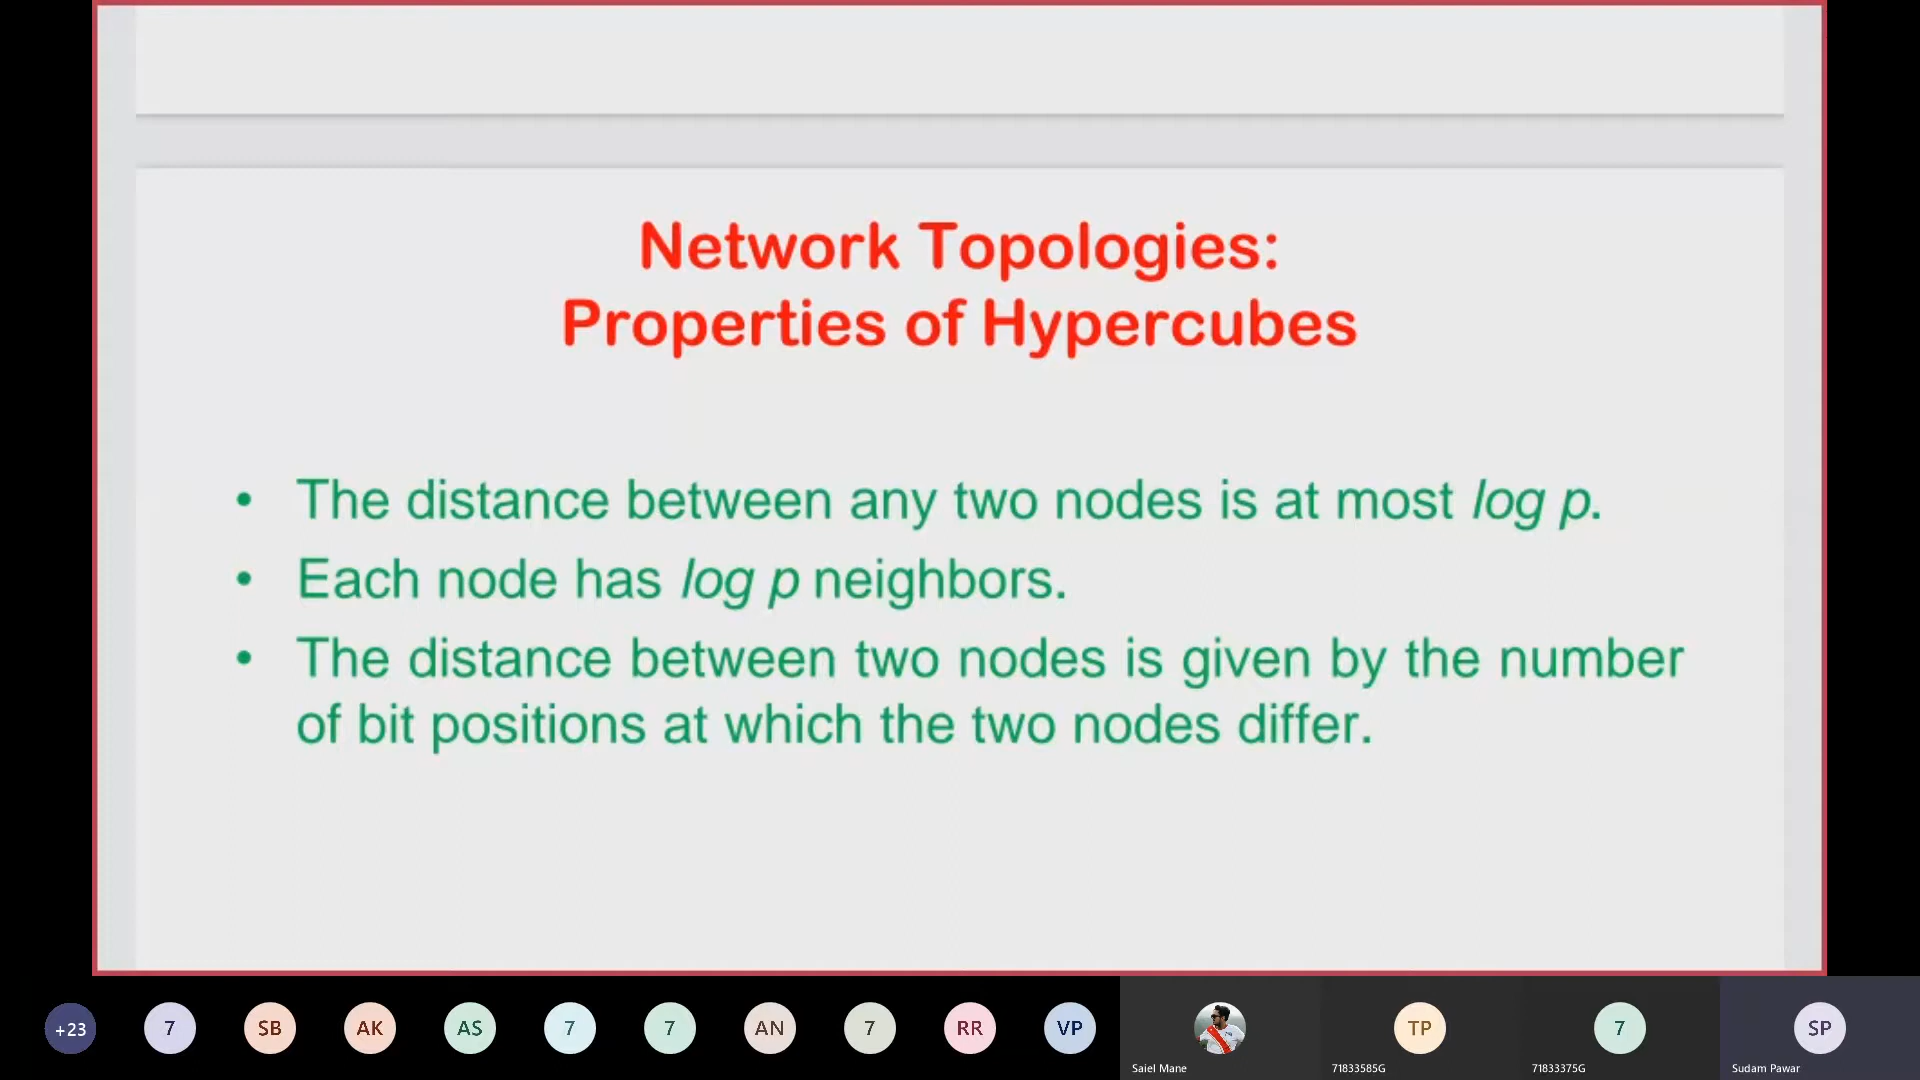 Network Topologies:
Properties of Hypercubes
• The distance between any two nodes is at most log p.
• Each node has log p neighbors.
• The distance between two nodes is given by the number
of bit positions at which the two nodes differ.
+23
7
SB
AK
AS
7
7
AN
7
RR
VP
TP
7
SP
Saiel Mane
71833585G
71833375G
Sudam Pawar